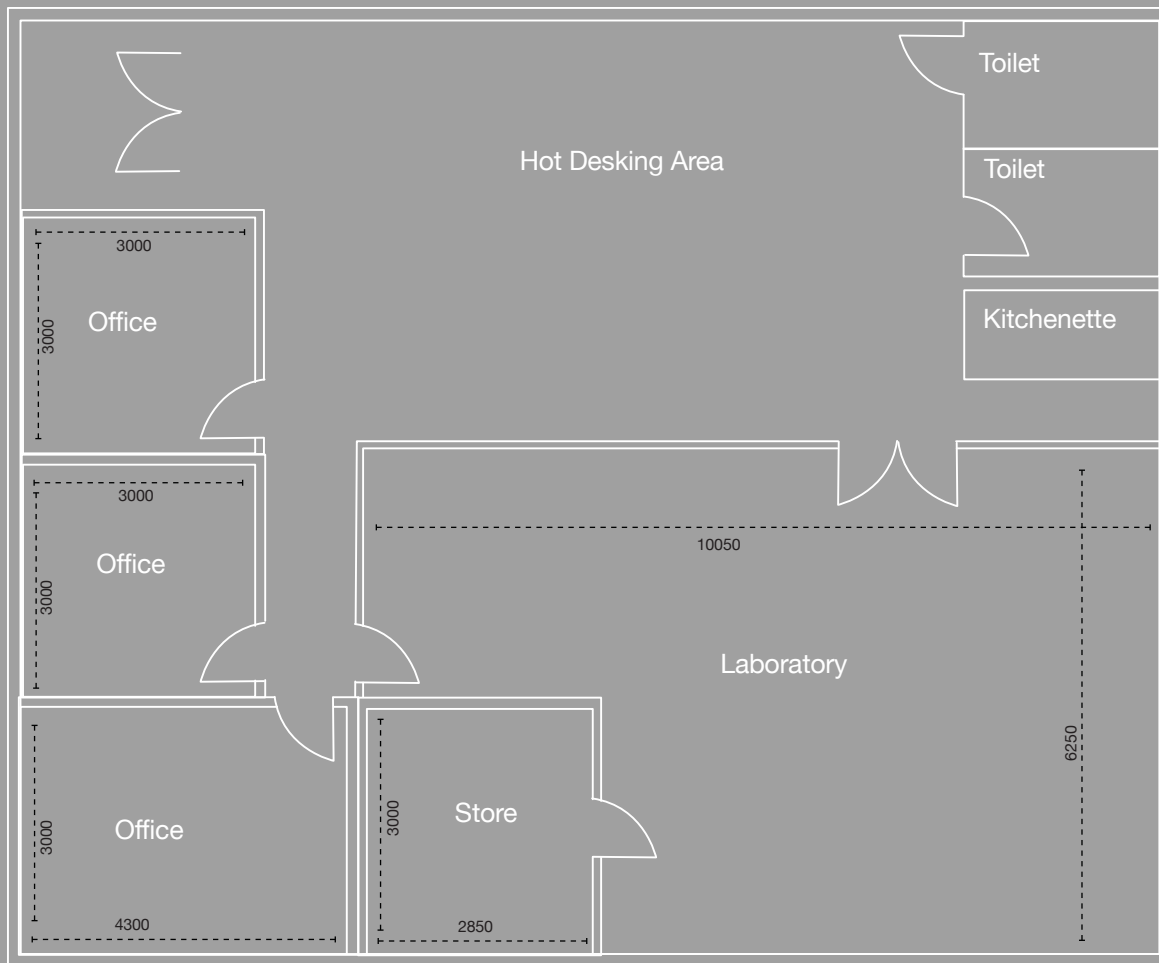 Toilet
Hot Desking Area
Toilet
3000
Office
3000
Kitchenette
3000
10050
Office
3000
Laboratory
6250
Store
3000
Office
3000
4300
2850